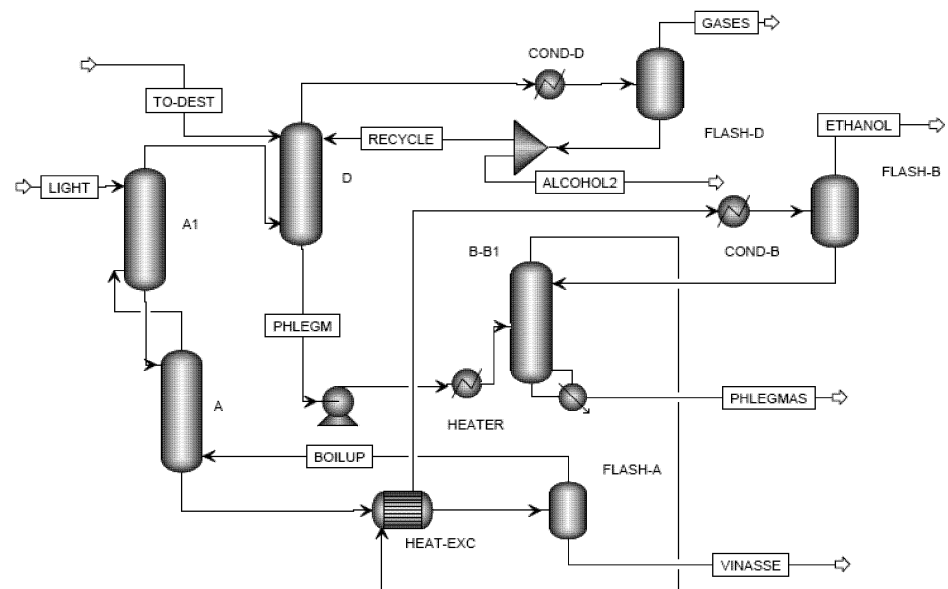 GASES
COND-D
TO-DEST
ETHANOL
RECYCLE
FLASH-D
FLASH-B
D
LIGHT
ALCOHOL2
A1
B-B1
COND-B
PHLEGM
PHLEGMAS
A
HEATER
BOILUP
FLASH-A
HEAT-EXC
VINASSE